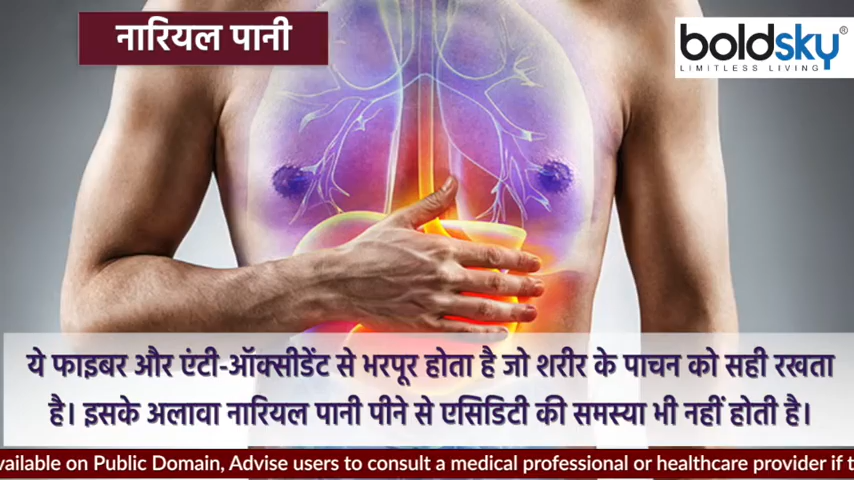 नारियल पानी
boldsky®
LIMITLESS LIVING
ये फाइबर और एंटी-ऑक्सीडेंट से भरपूर होता है जो शरीर के पाचन को सही रखता
है। इसके अलावा नारियल पानी पीने से एसिडिटी की समस्या भी नहीं होती है।
vailable on Public Domain, Advise users to consult a medical professional or healthcare provider if t